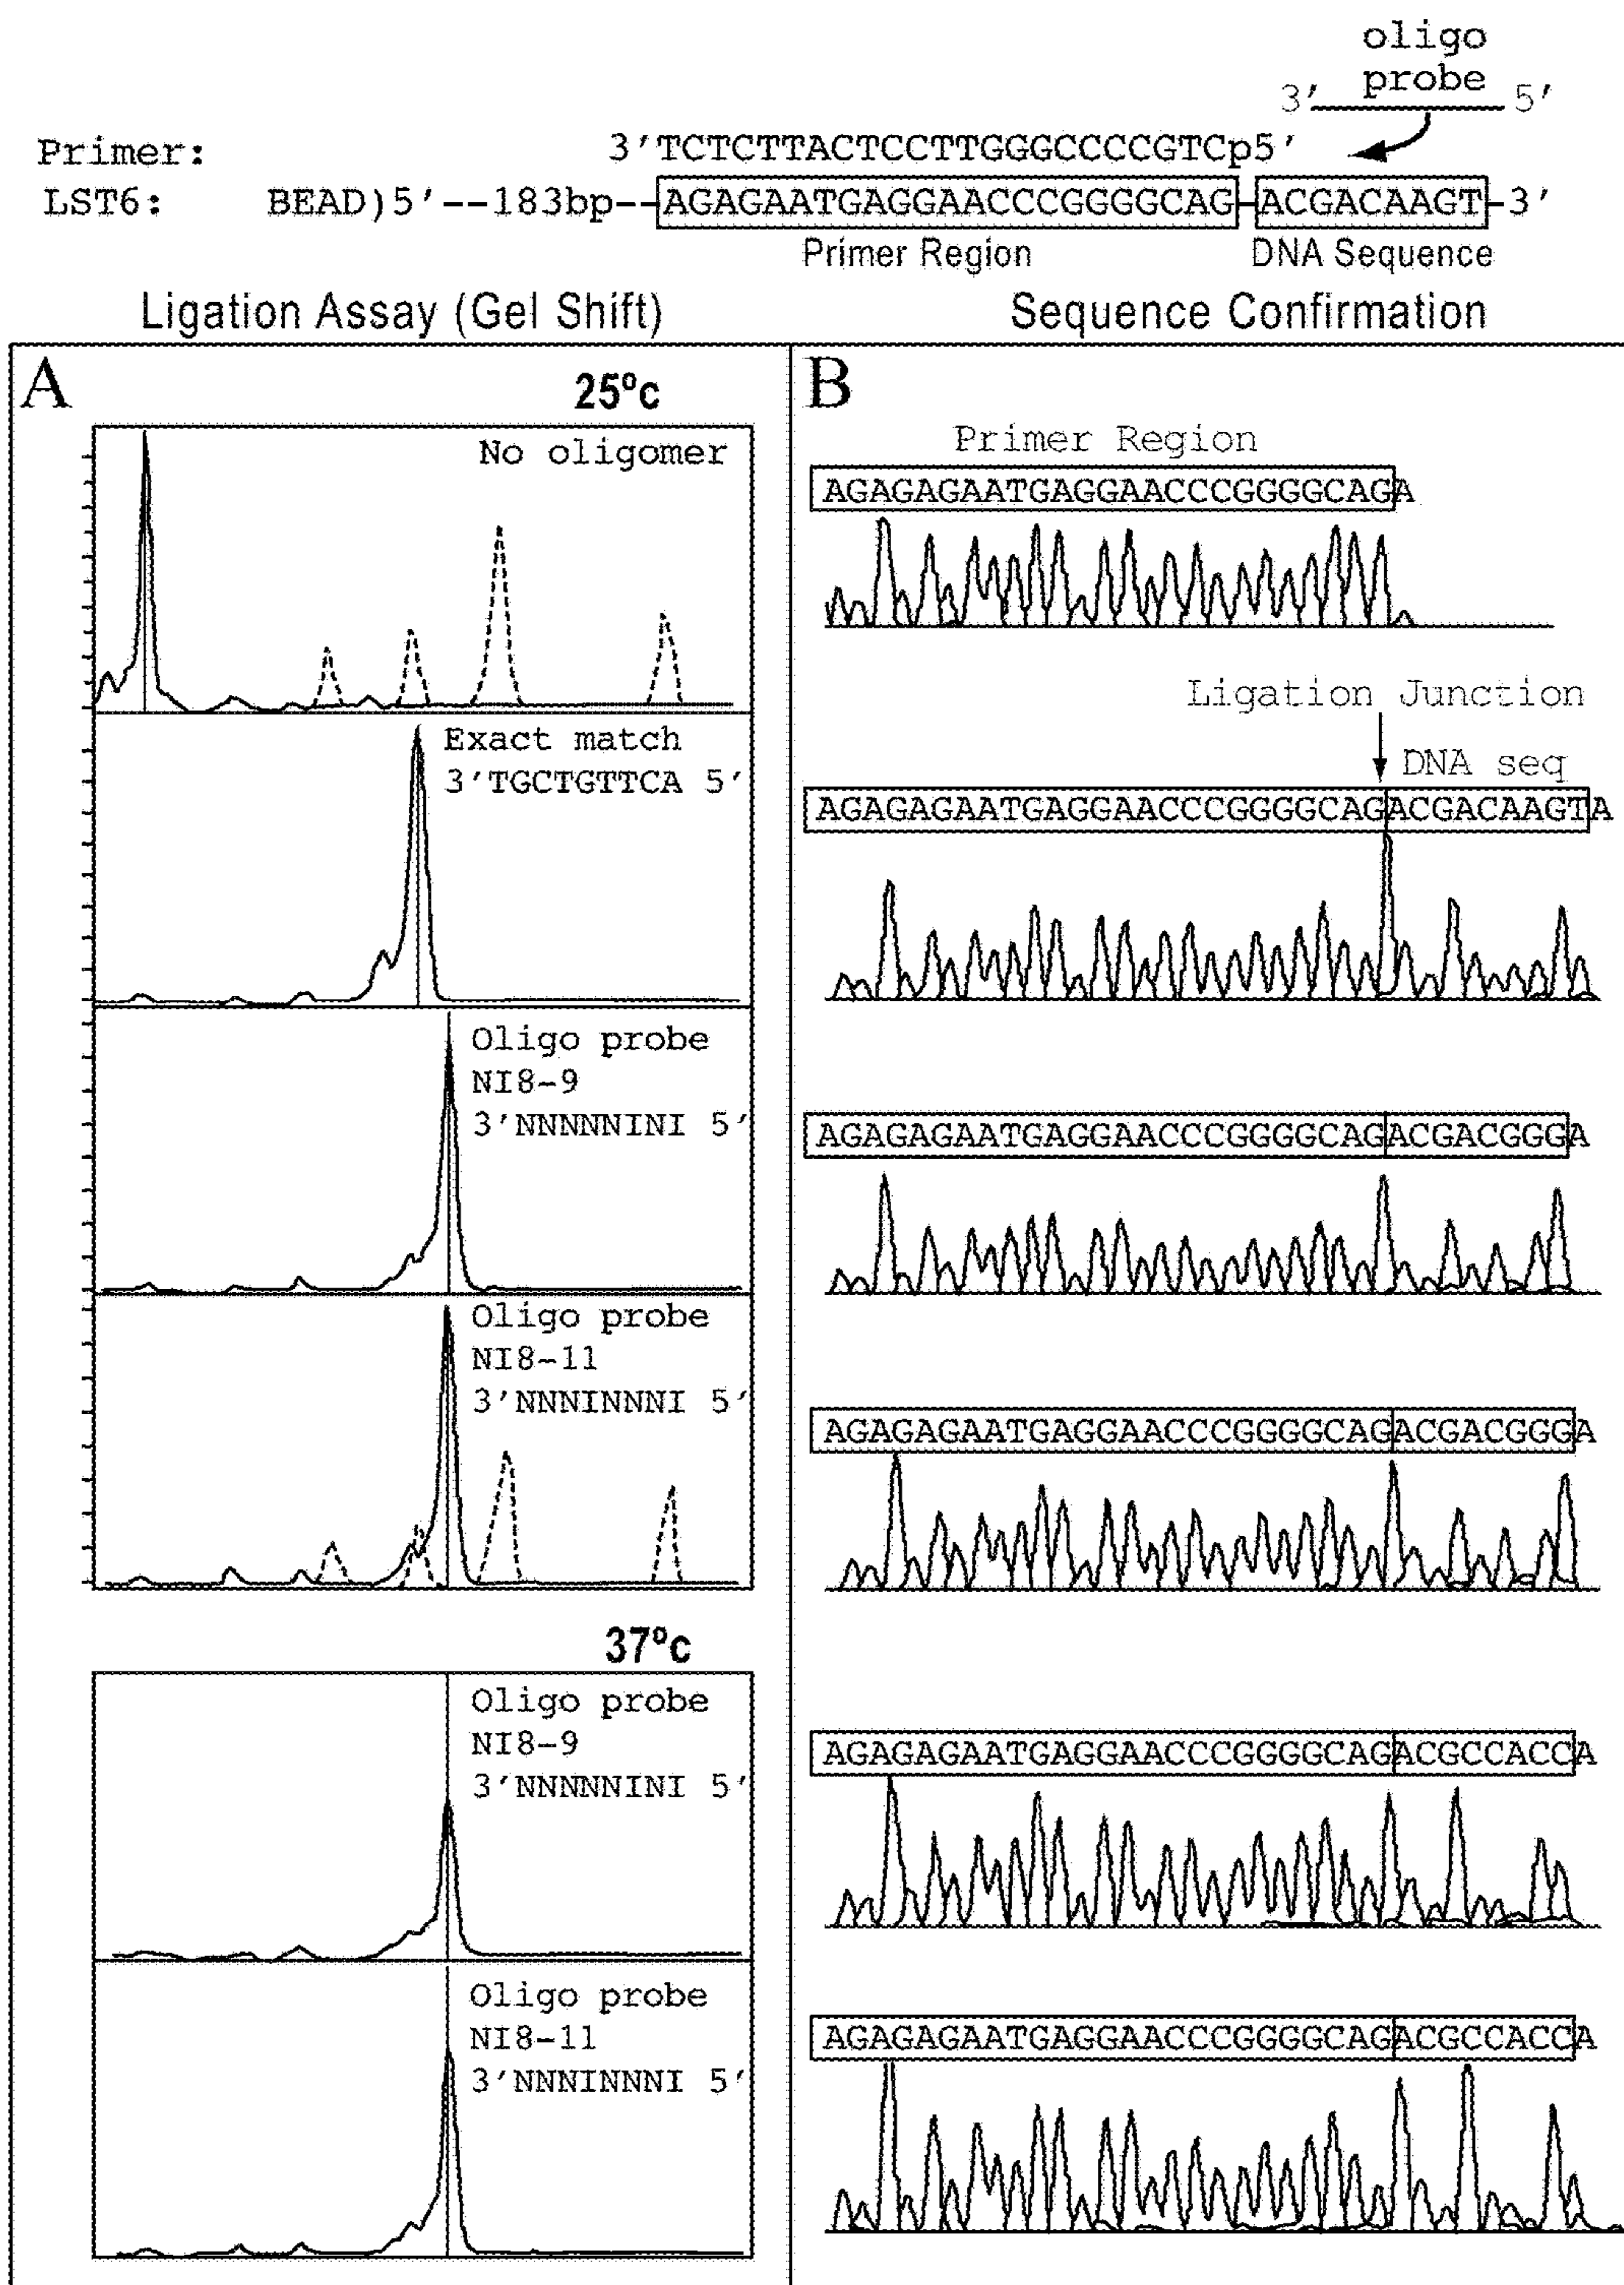 oligo
probe
3' 5'
Primer: 3'TCTCTTACTCCTTGGGCCCCGTCp5'
LST6: BEAD)5'--183bp--AGAGAATGAGGAACCCGGGGCAG-ACGACAAGT-3'
Primer Region DNA Sequence
Ligation Assay (Gel Shift) Sequence Confirmation
A
25ºc
No oligomer
Exact match
3'TGCTGTTCA 5'
Oligo probe
NI8-9
3'NNNNNINI 5'
Oligo probe
NI8-11
3'NNNINNNI 5'
37ºc
Oligo probe
NI8-9
3'NNNNNINI 5'
Oligo probe
NI8-11
3'NNNINNNI 5'
B
Primer Region
AGAGAGAATGAGGAACCCGGGGCAGA
Ligation Junction
DNA seq
AGAGAGAATGAGGAACCCGGGGCAGACGACAAGTA
AGAGAGAATGAGGAACCCGGGGCAGACGACGGGA
AGAGAGAATGAGGAACCCGGGGCAGACGACGGGA
AGAGAGAATGAGGAACCCGGGGCAGACGCCACCA
AGAGAGAATGAGGAACCCGGGGCAGACGCCACCA